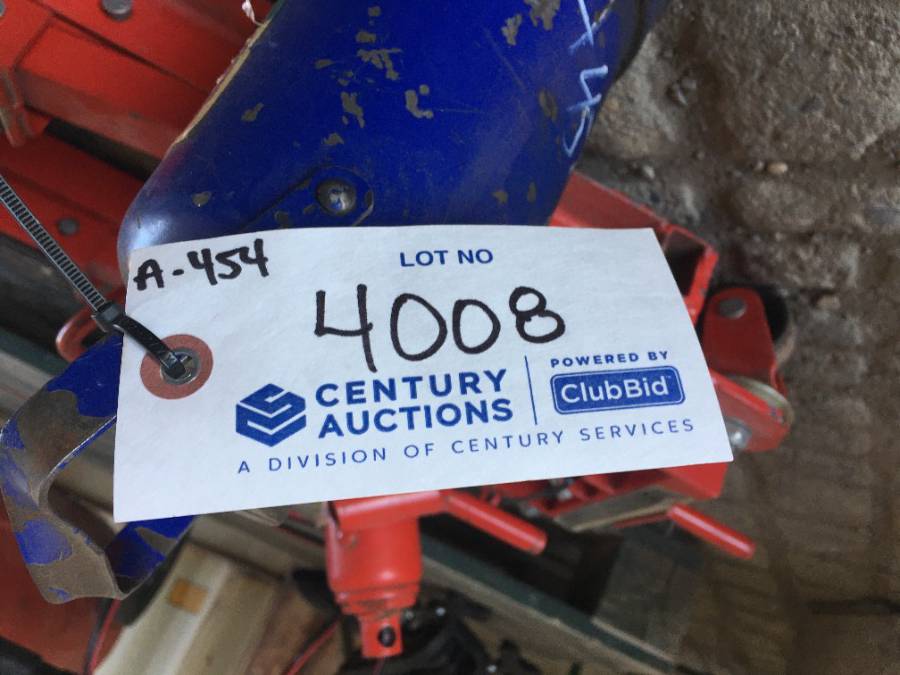 A-454
LOT NO
4008
CENTURY
AUCTIONS
POWERED BY
ClubBid
A DIVISION OF CENTURY SERVICES